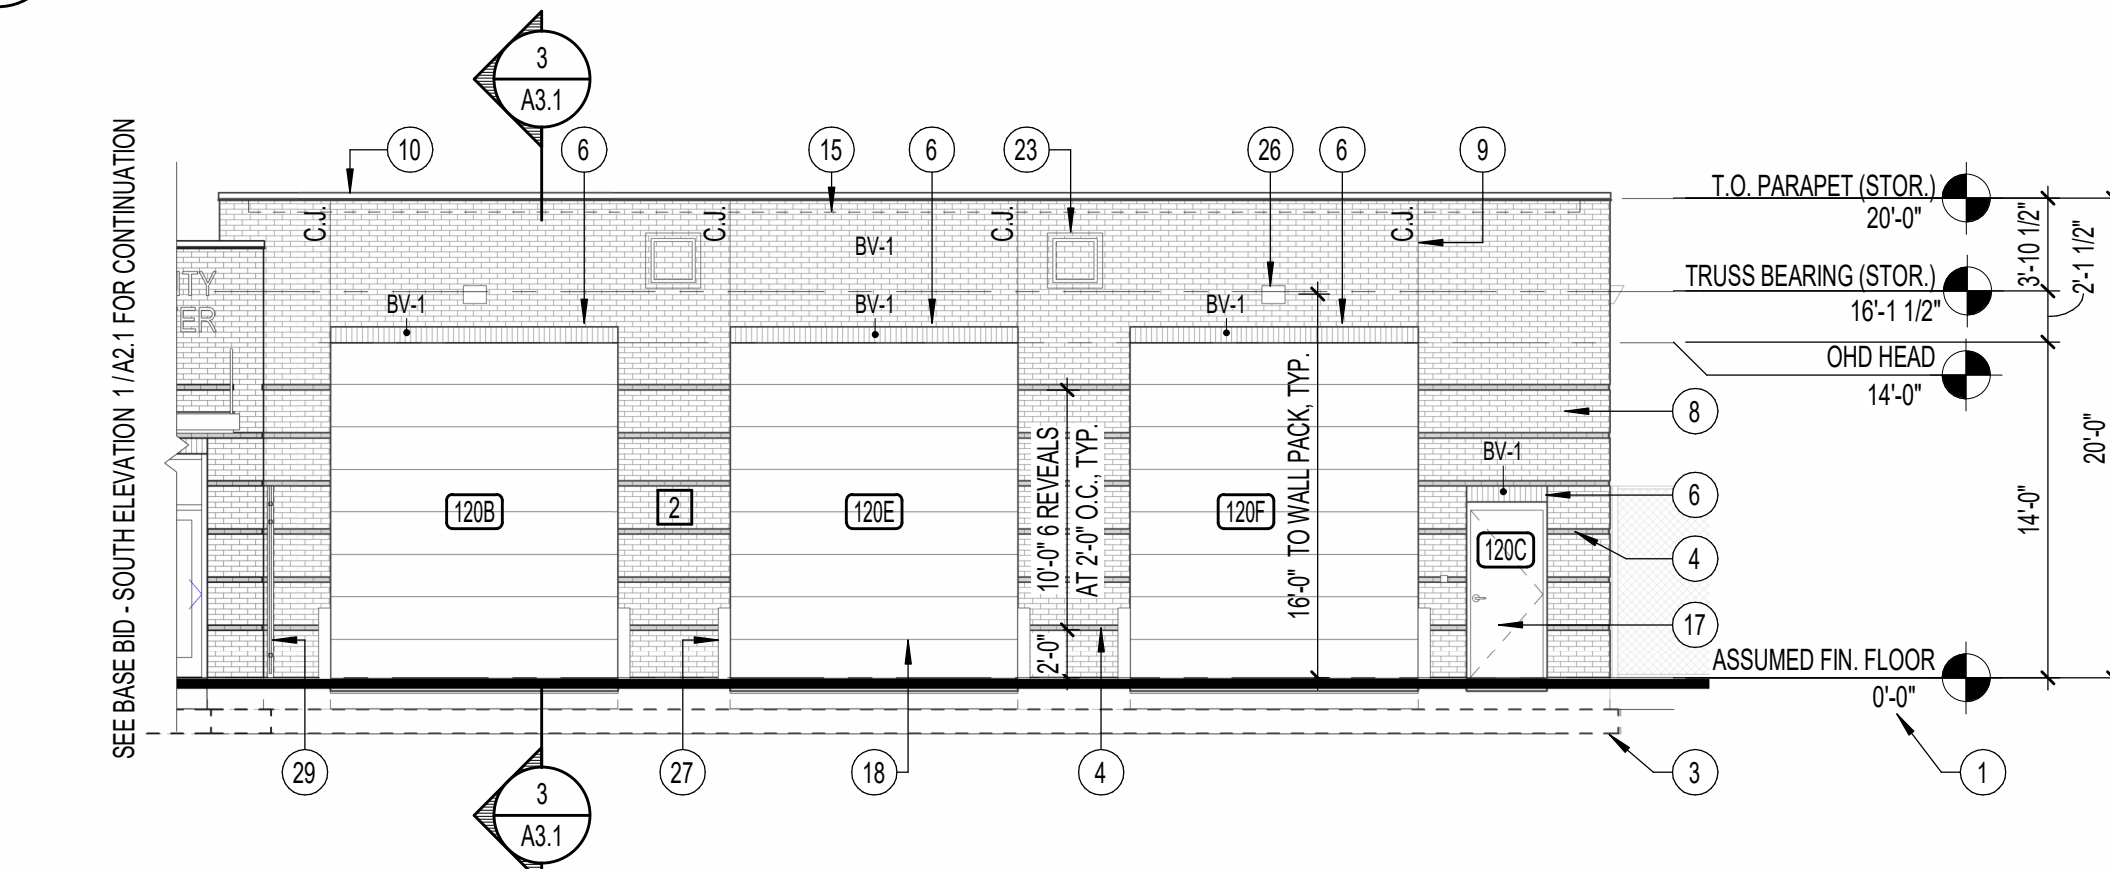 3
A3.1
10
6
15
6
23
26
6
9
T.O. PARAPET (STOR.)
20'-0"
3'-10 1/2"
2'-1 1/2"
C.J.
C.J.
C.J.
C.J.
BV-1
TRUSS BEARING (STOR.)
16'-1 1/2"
ITY
ER
BV-1
BV-1
BV-1
OHD HEAD
14'-0"
SEE BASE BID - SOUTH ELEVATION 1 / A2.1 FOR CONTINUATION
8
20'-0"
BV-1
6
14'-0"
120B
2
120E
120F
120C
10'-0" 6 REVEALS
AT 2'-0" O.C., TYP.
16'-0" TO WALL PACK, TYP.
4
17
2'-0"
ASSUMED FIN. FLOOR
0'-0"
29
27
18
4
3
1
3
A3.1